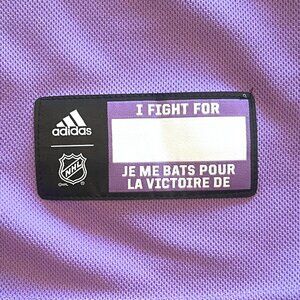 I FIGHT FOR
adidas
NHL
JE ME BATS POUR
LA VICTOIRE DE